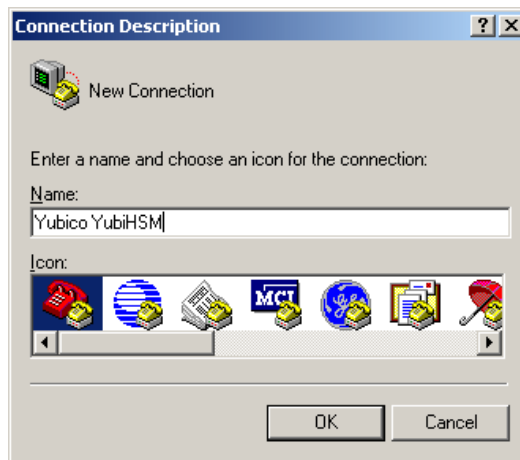 Connection Description
New Connection
Enter a name and choose an icon for the connection:
Name:
Yubico YubiHSM
Icon:
MCI
OK
Cancel